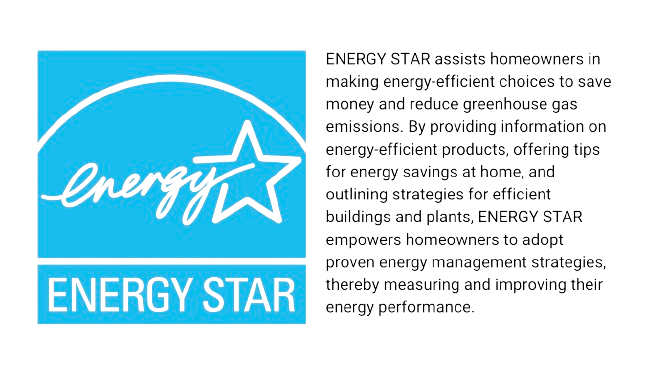 energy
ENERGY STAR
ENERGY STAR assists homeowners in
making energy-efficient choices to save
money and reduce greenhouse gas
emissions. By providing information on
energy-efficient products, offering tips
for energy savings at home, and
outlining strategies for efficient
buildings and plants, ENERGY STAR
empowers homeowners to adopt
proven energy management strategies,
thereby measuring and improving their
energy performance.